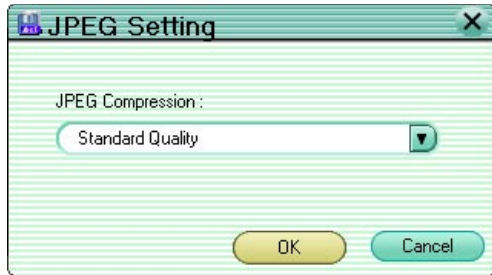 JPEG Setting
JPEG Compression :
Standard Quality
OK
Cancel